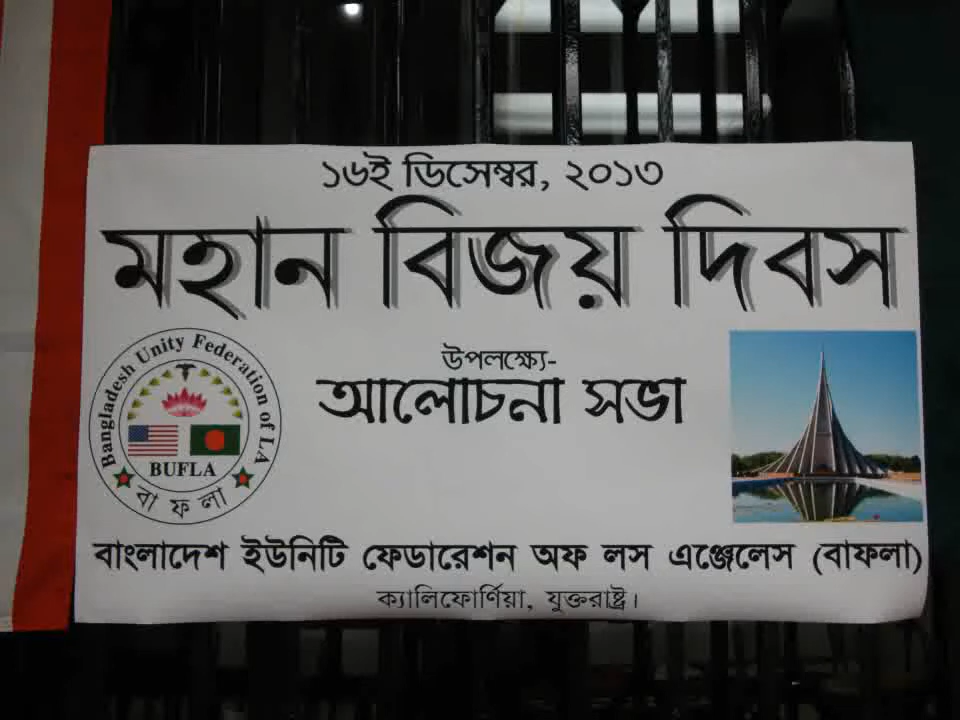 ১৬ই ডিসেম্বর, ২০১৩
মহান বিজয় দিবস
উপলক্ষ্যে-
আলোচনা সভা
Bangladesh Unity Federation of LA
BUFLA
বাফলা
বাংলাদেশ ইউনিটি ফেডারেশন অফ লস এঞ্জেলেস (বাফলা)
ক্যালিফোর্ণিয়া, যুক্তরাষ্ট্র।